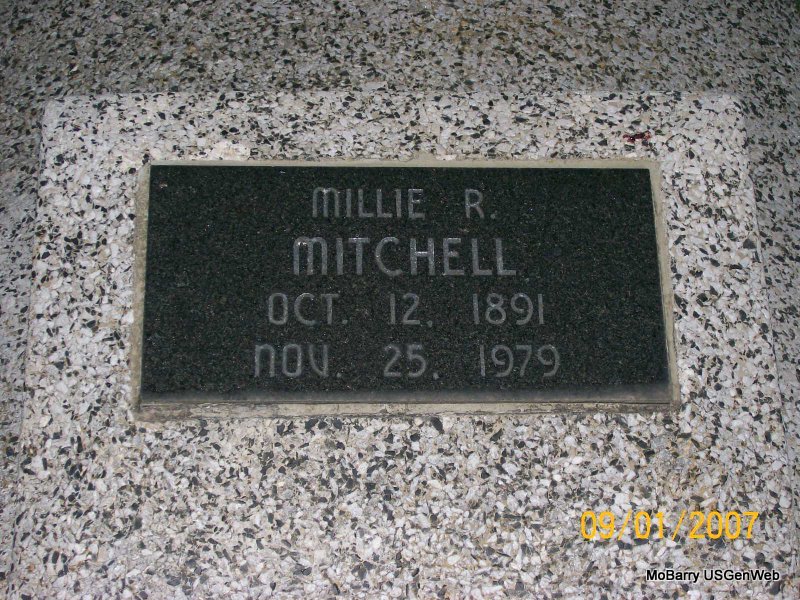 MILLIE R.
MITCHELL
OCT. 12. 1891
NOV. 25. 1979
09/01/2007
MoBarry USGenWeb